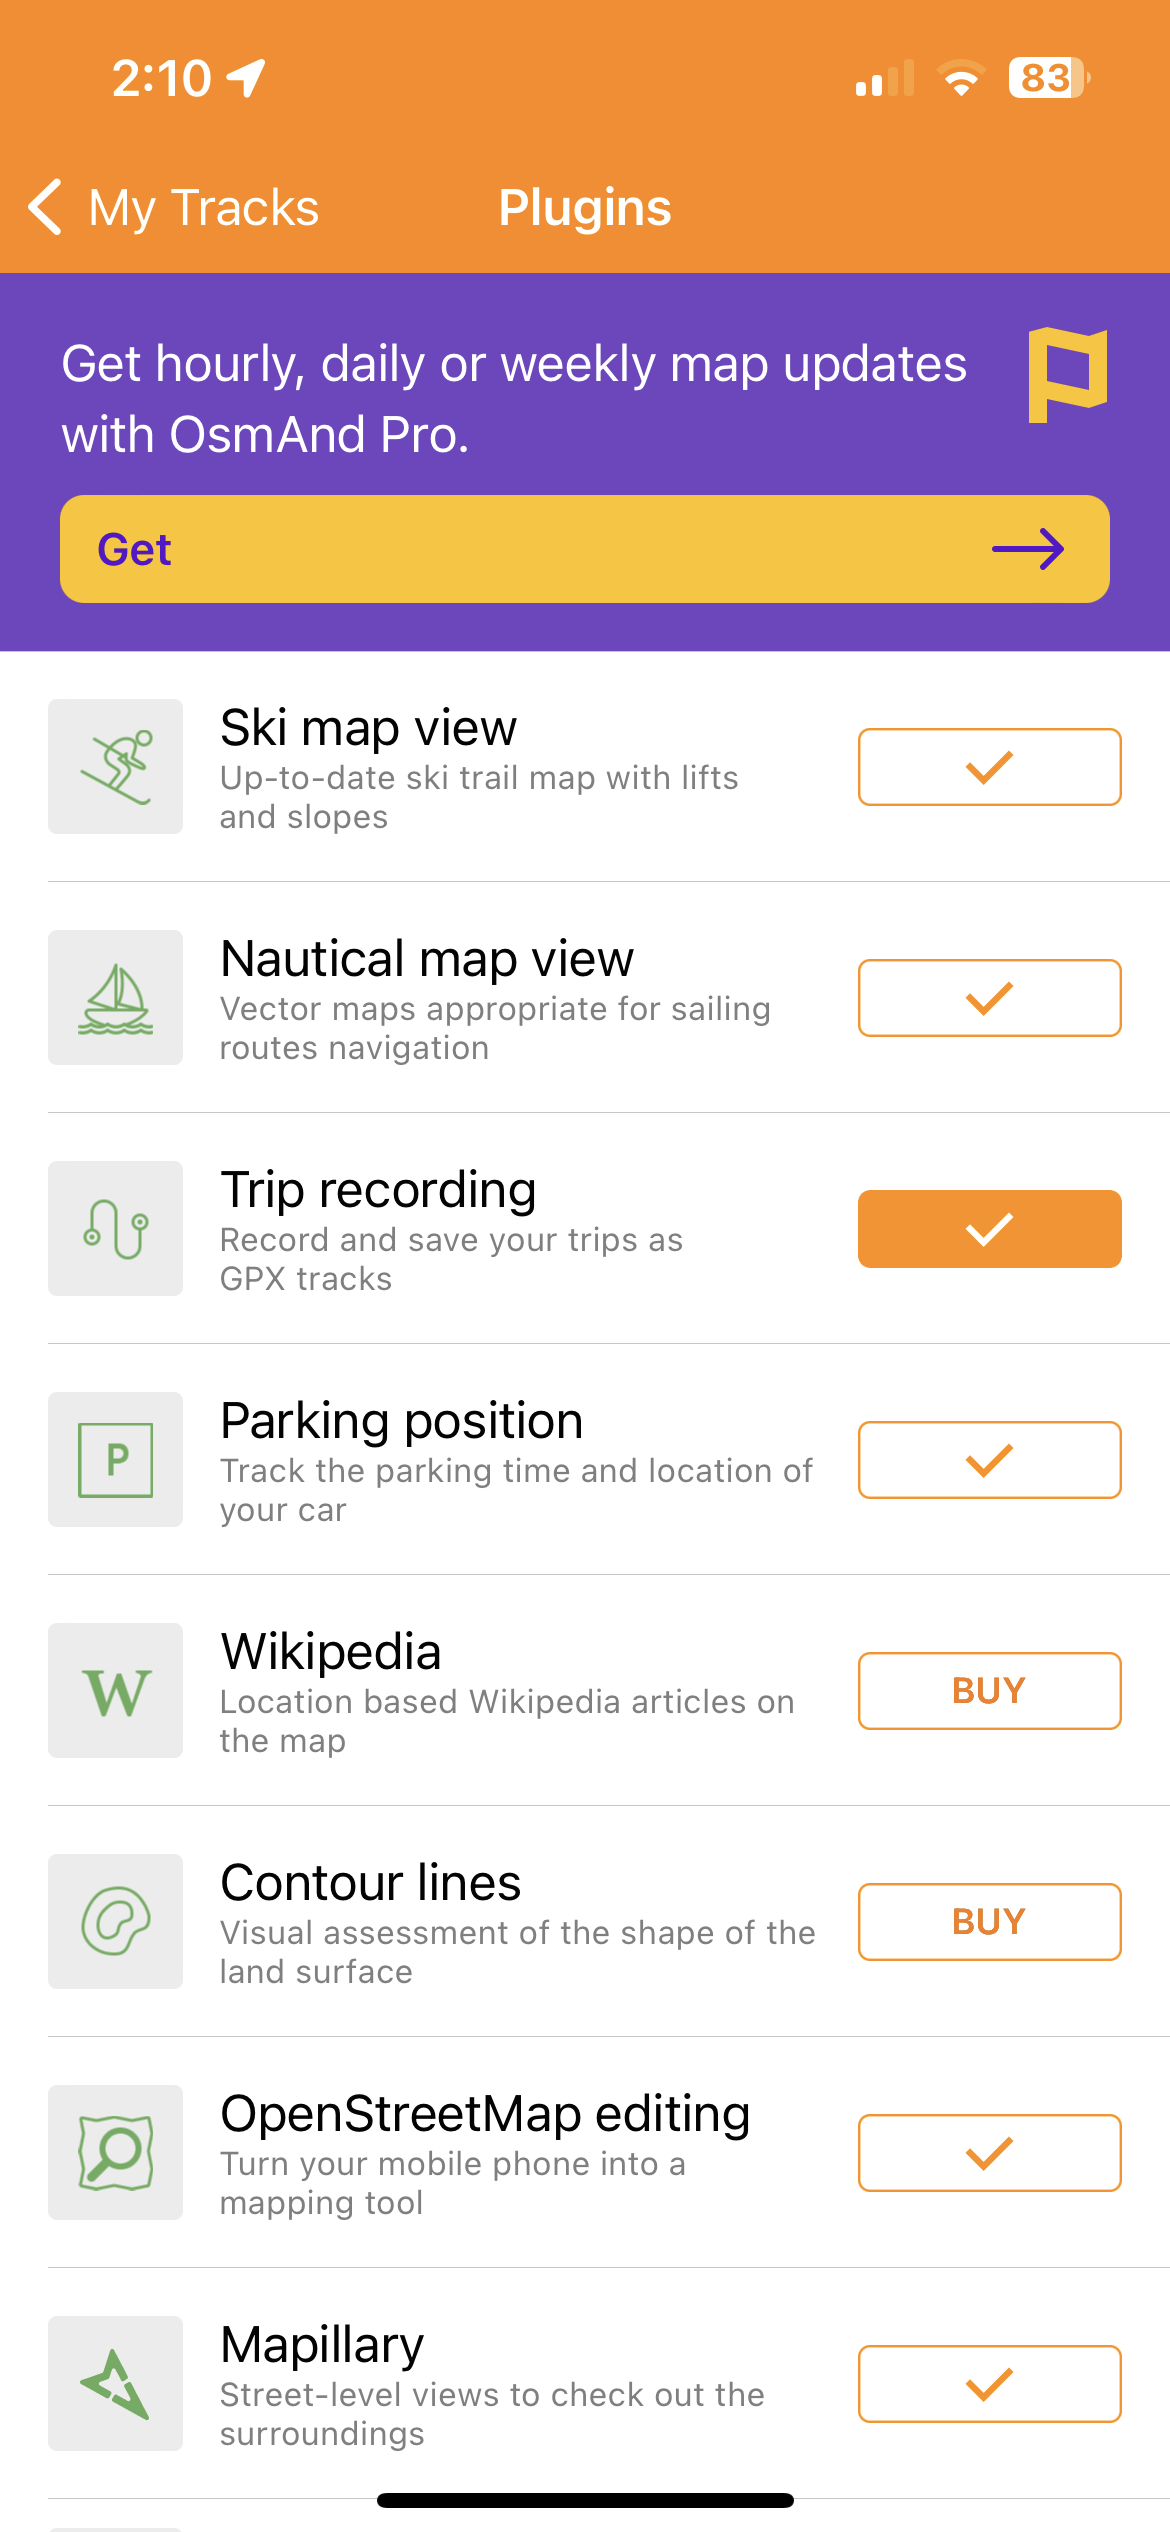 2:10
83
My Tracks
Plugins
Get hourly, daily or weekly map updates
with OsmAnd Pro.
Get
Ski map view
Up-to-date ski trail map with lifts
and slopes
Nautical map view
Vector maps appropriate for sailing
routes navigation
Trip recording
Record and save your trips as
GPX tracks
P
Parking position
Track the parking time and location of
your car
W
Wikipedia
Location based Wikipedia articles on
the map
BUY
Contour lines
Visual assessment of the shape of the
land surface
BUY
OpenStreetMap editing
Turn your mobile phone into a
mapping tool
Mapillary
Street-level views to check out the
surroundings